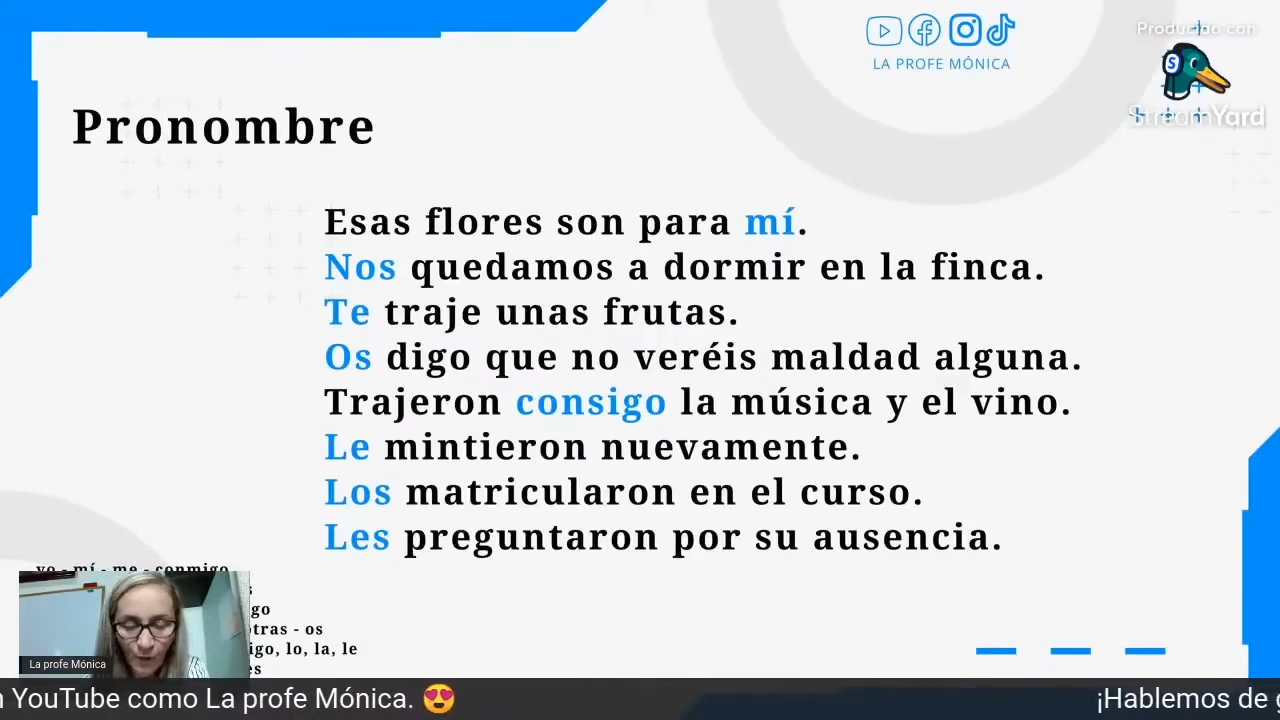 LA PROFE MÓNICA
Producido con
StreamYard
Pronombre
Esas flores son para mí.
Nos quedamos a dormir en la finca.
Te traje unas frutas.
Os digo que no veréis maldad alguna.
Trajeron consigo la música y el vino.
Le mintieron nuevamente.
Los matricularon en el curso.
Les preguntaron por su ausencia.
yo - mí - me - conmigo
- os
lo, la, le
La profe Mónica
YouTube como La profe Mónica. 😍
¡Hablemos de